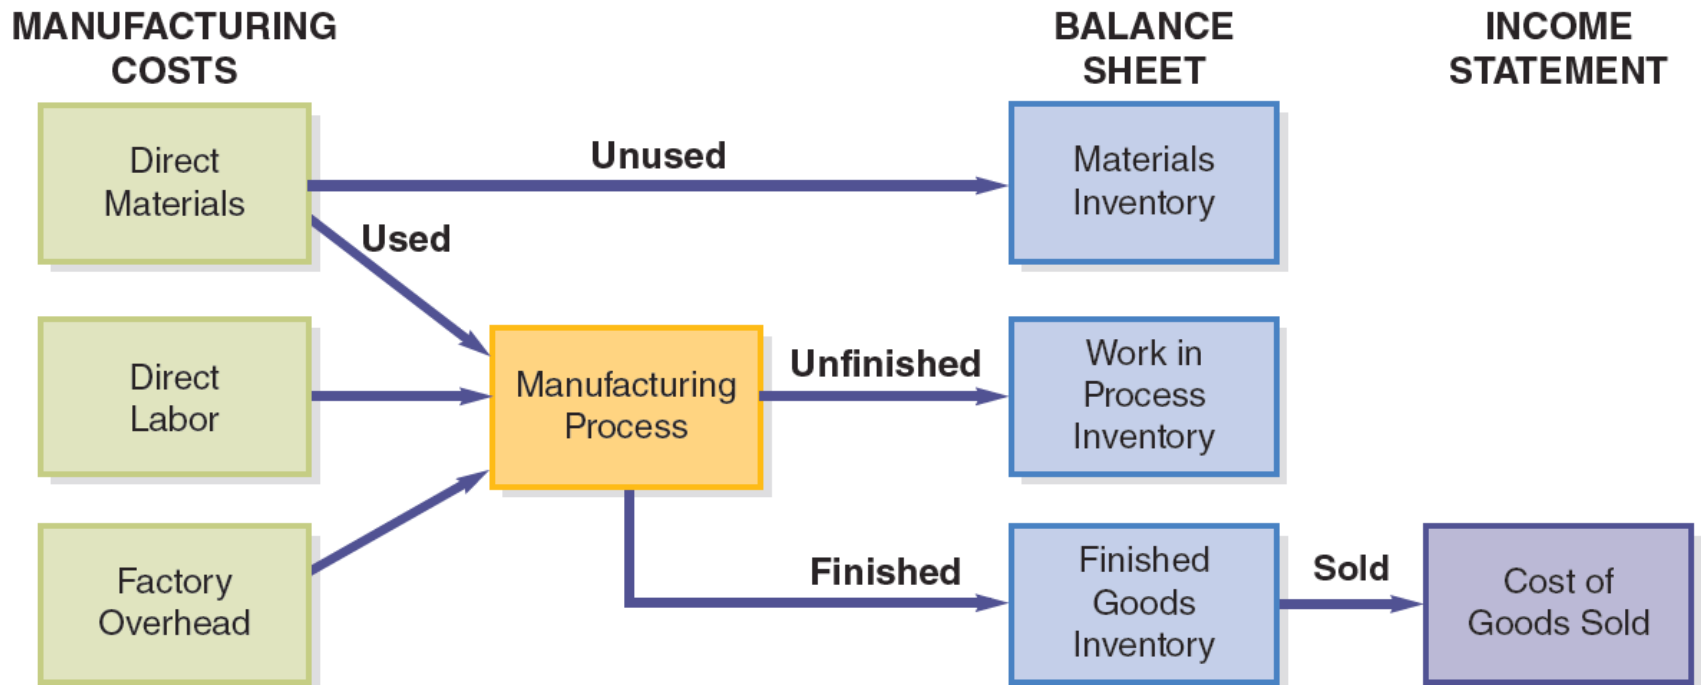 MANUFACTURING
COSTS
BALANCE
SHEET
INCOME
STATEMENT
Direct
Materials
Unused
Materials
Inventory
Used
Direct
Labor
Manufacturing
Process
Unfinished
Work in
Process
Inventory
Factory
Overhead
Finished
Finished
Goods
Inventory
Sold
Cost of
Goods Sold